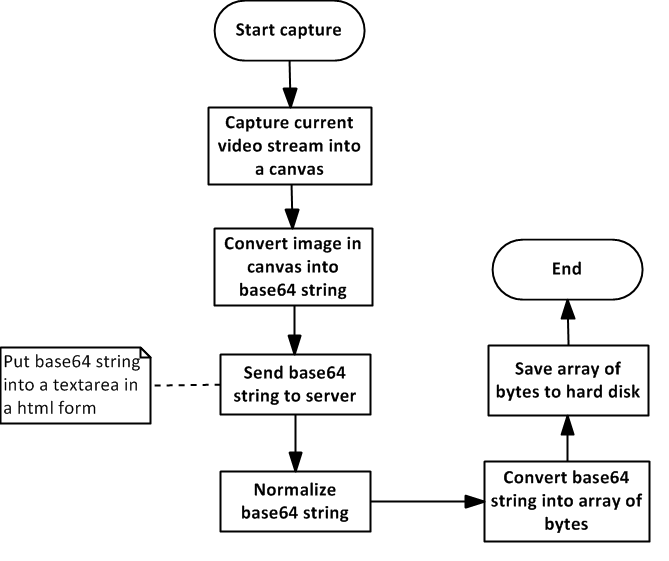 Start capture
Capture current
video stream into
a canvas
Convert image in
canvas into
base64 string
Put base64 string
into a textarea in
a html form
Send base64
string to server
Normalize
base64 string
Convert base64
string into array of
bytes
Save array of
bytes to hard disk
End